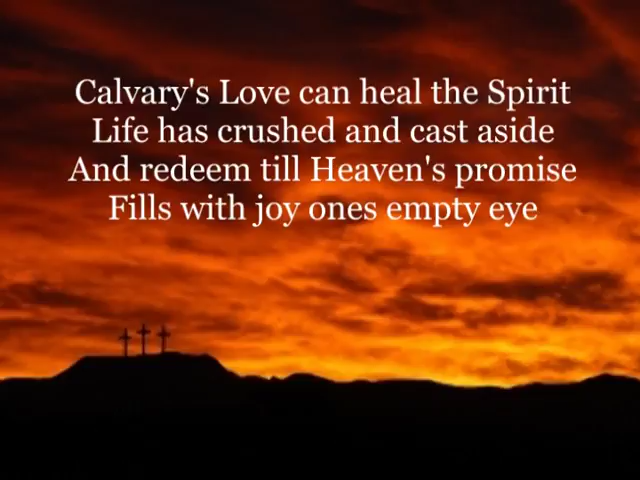 Calvary's Love can heal the Spirit
Life has crushed and cast aside
And redeem till Heaven's promise
Fills with joy ones empty eye